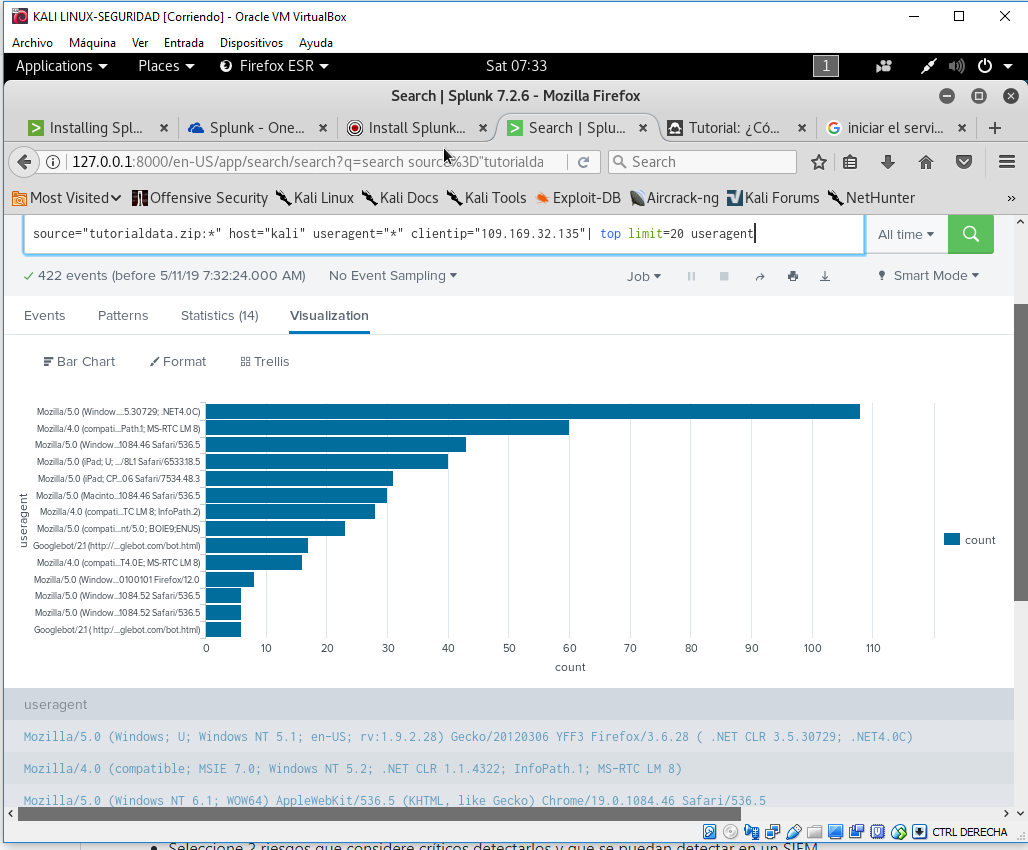 KALI LINUX-SEGURIDAD [Corriendo] - Oracle VM VirtualBox
Archivo Máquina Ver Entrada Dispositivos Ayuda
Applications Places Firefox ESR Sat 07:33 1
Search | Splunk 7.2.6 - Mozilla Firefox
Installing Spl... Splunk - One... Install Splunk... Search | Splu... Tutorial: ¿Có... iniciar el servi...
127.0.0.1:8000/en-US/app/search/search?q=search source%3D"tutorialda Search
Most Visited Offensive Security Kali Linux Kali Docs Kali Tools Exploit-DB Aircrack-ng Kali Forums NetHunter »
source="tutorialdata.zip:*" host="kali" useragent="*" clientip="109.169.32.135"| top limit=20 useragent All time
422 events (before 5/11/19 7:32:24.000 AM) No Event Sampling Job Smart Mode
Events Patterns Statistics (14) Visualization
Bar Chart Format Trellis
Mozilla/5.0 (Window....5.30729; .NET4.0C)
Mozilla/4.0 (compati...Path.1; MS-RTC LM 8)
Mozilla/5.0 (Window...1084.46 Safari/536.5
Mozilla/5.0 (iPad; U; .../8L1 Safari/6533.18.5
Mozilla/5.0 (iPad; CP...06 Safari/7534.48.3
Mozilla/5.0 (Macinto...1084.46 Safari/536.5
Mozilla/4.0 (compati...TC LM 8; InfoPath.2)
Mozilla/5.0 (compati...nt/5.0; BOIE9;ENUS)
Googlebot/2.1 (http://...glebot.com/bot.html)
Mozilla/4.0 (compati...T4.0E; MS-RTC LM 8)
Mozilla/5.0 (Window...0100101 Firefox/12.0
Mozilla/5.0 (Window...1084.52 Safari/536.5
Mozilla/5.0 (Window...1084.52 Safari/536.5
Googlebot/2.1 ( http:/...glebot.com/bot.html)
useragent
count
0 10 20 30 40 50 60 70 80 90 100 110
count
useragent
Mozilla/5.0 (Windows; U; Windows NT 5.1; en-US; rv:1.9.2.28) Gecko/20120306 YFF3 Firefox/3.6.28 ( .NET CLR 3.5.30729; .NET4.0C)
Mozilla/4.0 (compatible; MSIE 7.0; Windows NT 5.2; .NET CLR 1.1.4322; InfoPath.1; MS-RTC LM 8)
Mozilla/5.0 (Windows NT 6.1; WOW64) AppleWebKit/536.5 (KHTML, like Gecko) Chrome/19.0.1084.46 Safari/536.5
CTRL DERECHA
Seleccione 2 riesgos que considere críticos detectarlos y que se puedan detectar en un SIEM